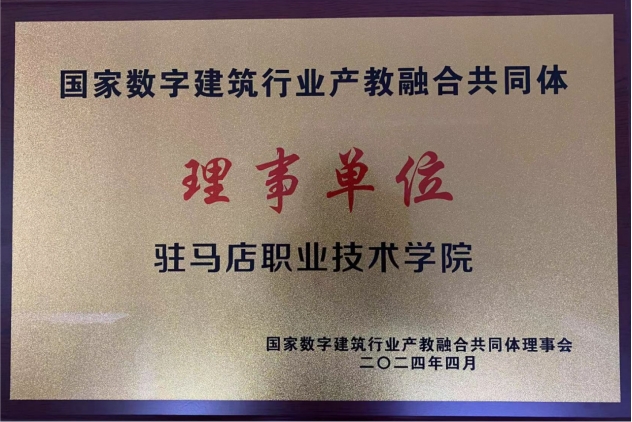 国家数字建筑行业产教融合共同体
理事单位
驻马店职业技术学院
国家数字建筑行业产教融合共同体理事会
二〇二四年四月